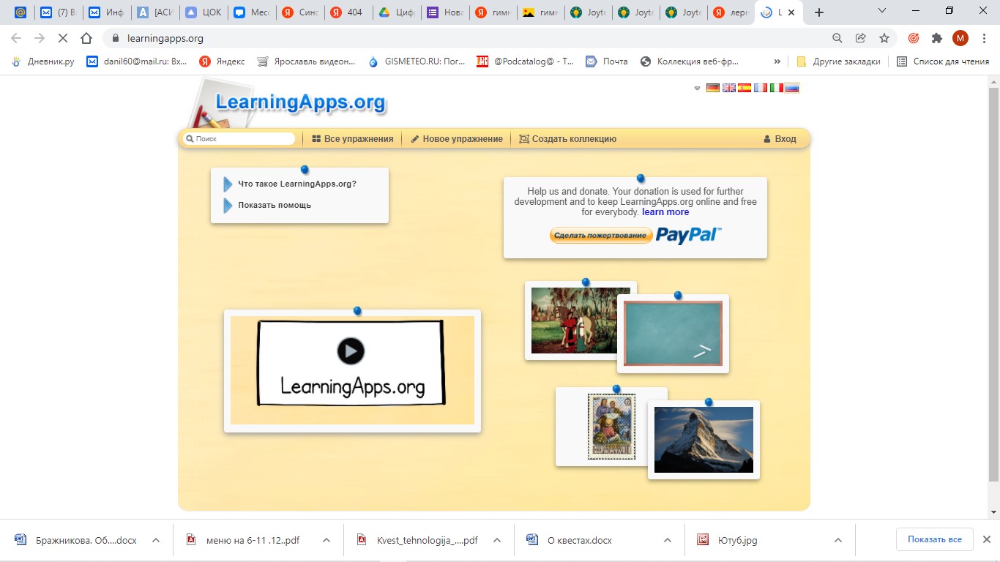 (7) В
Инф
[АСИ
ЦОК
Месс
Синс
404
Циф
Нова
гимн
гимн
Joyte
Joyte
Joyte
лерн
L
learningapps.org
М
Дневник.ру
danil60@mail.ru: Вх...
Яндекс
Ярославль видеон...
GISMETEO.RU: Пог...
@Podcatalog@ - Т...
Почта
Коллекция веб-фр...
»
Другие закладки
Список для чтения
LearningApps.org
Поиск
Все упражнения
Новое упражнение
Создать коллекцию
Вход
Что такое LearningApps.org?
Показать помощь
Help us and donate. Your donation is used for further
development and to keep LearningApps.org online and free
for everybody. learn more
Сделать пожертвование PayPal™
LearningApps.org
Бражникова. Об....docx
меню на 6-11 .12..pdf
Kvest_tehnologija_....pdf
О квестах.docx
Ютуб.jpg
Показать все